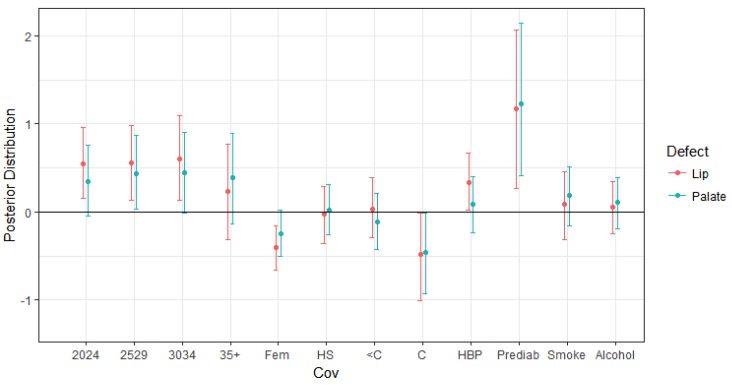 Posterior Distribution
2
1
0
-1
2024 2529 3034 35+ Fem HS <C C HBP Prediab Smoke Alcohol
Cov
Defect
Lip
Palate